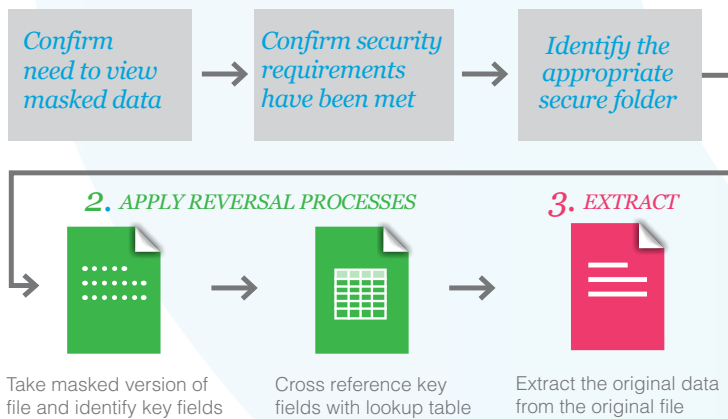 Confirm
need to view
masked data
Confirm security
requirements
have been met
Identify the
appropriate
secure folder
2. APPLY REVERSAL PROCESSES
3. EXTRACT
Take masked version of
file and identify key fields
Cross reference key
fields with lookup table
Extract the original data
from the original file